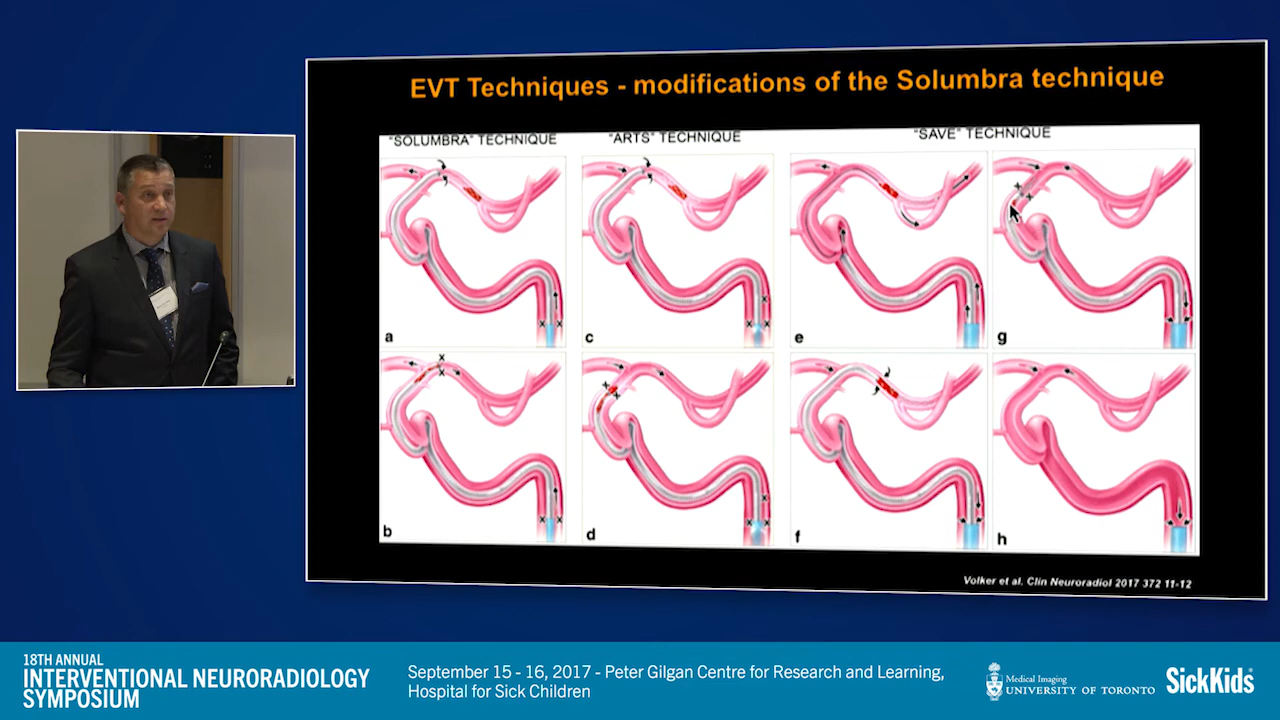 EVT Techniques - modifications of the Solumbra technique
"SOLUMBRA" TECHNIQUE
"ARTS" TECHNIQUE
"SAVE" TECHNIQUE
a
c
e
g
b
d
f
h
Volker et al. Clin Neuroradiol 2017 372 11-12
18TH ANNUAL
INTERVENTIONAL NEURORADIOLOGY
SYMPOSIUM
September 15 - 16, 2017 - Peter Gilgan Centre for Research and Learning,
Hospital for Sick Children
Medical Imaging
UNIVERSITY OF TORONTO
SickKids